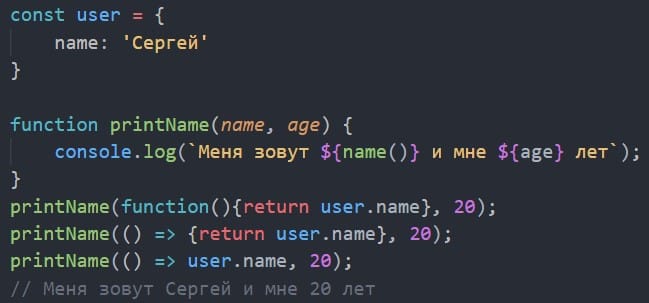 const user = {
name: 'Сергей'
}
function printName(name, age) {
console.log(`Меня зовут ${name()} и мне ${age} лет`);
}
printName(function(){return user.name}, 20);
printName(() => {return user.name}, 20);
printName(() => user.name, 20);
// Меня зовут Сергей и мне 20 лет